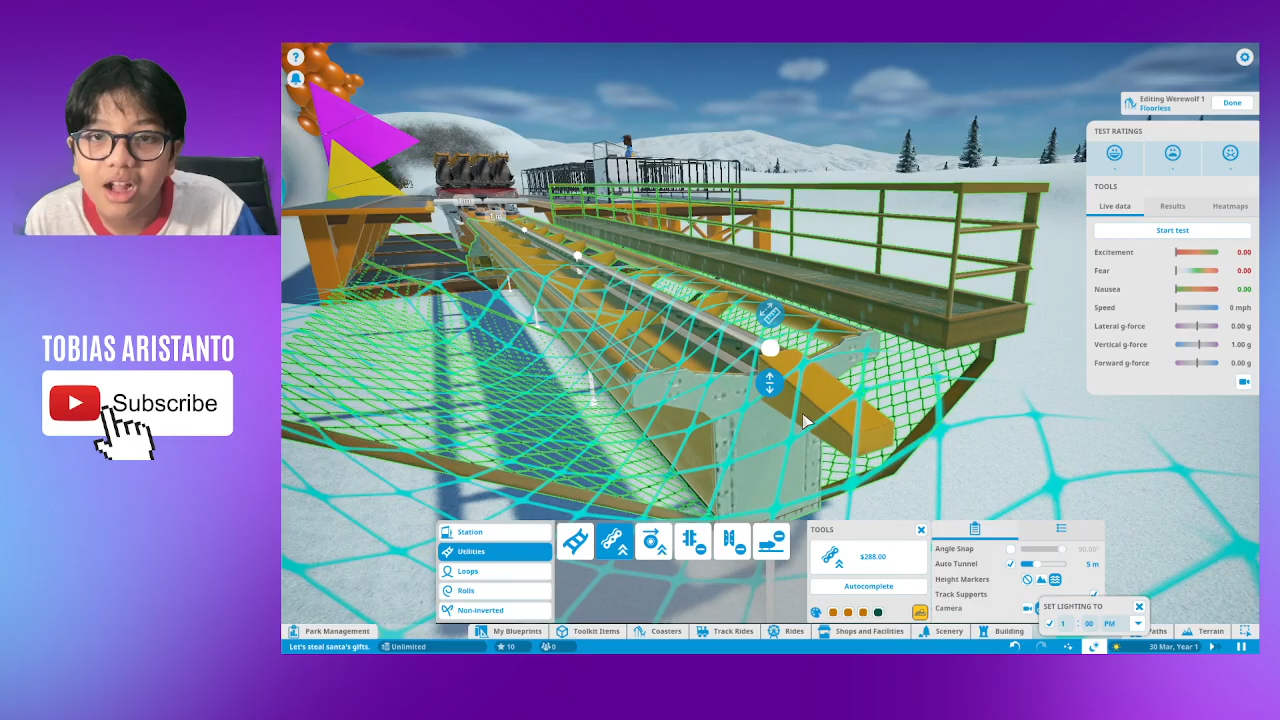 TOBIAS ARISTANTO
Subscribe
?
Editing Werewolf 1
Floorless
Done
TEST RATINGS
TOOLS
Live data
Results
Heatmaps
Start test
Excitement
0.00
Fear
0.00
Nausea
0.00
Speed
0 mph
Lateral g-force
0.00 g
Vertical g-force
1.00 g
Forward g-force
0.00 g
Station
Utilities
Loops
Rolls
Non-inverted
TOOLS
$288.00
Autocomplete
Angle Snap
90.00°
Auto Tunnel
5 m
Height Markers
Track Supports
Camera
SET LIGHTING TO
1 : 00 PM
Park Management
My Blueprints
Toolkit Items
Coasters
Track Rides
Rides
Shops and Facilities
Scenery
Building
Paths
Terrain
Let's steal santa's gifts.
Unlimited
10
0
30 Mar, Year 1